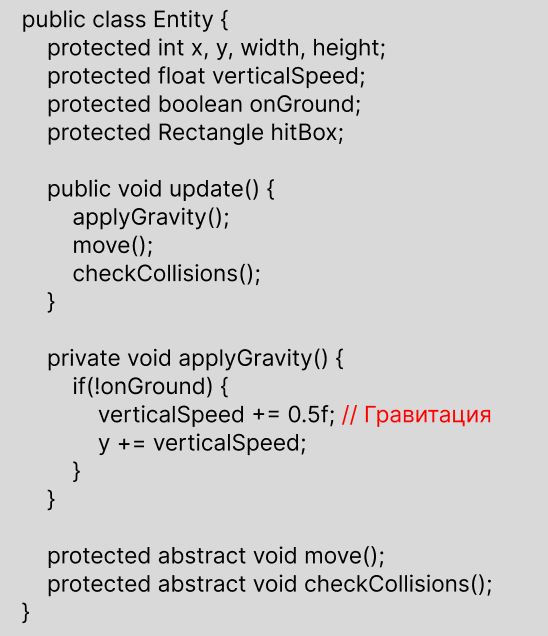 public class Entity {
protected int x, y, width, height;
protected float verticalSpeed;
protected boolean onGround;
protected Rectangle hitBox;
public void update() {
applyGravity();
move();
checkCollisions();
}
private void applyGravity() {
if(!onGround) {
verticalSpeed += 0.5f; // Гравитация
y += verticalSpeed;
}
}
protected abstract void move();
protected abstract void checkCollisions();
}